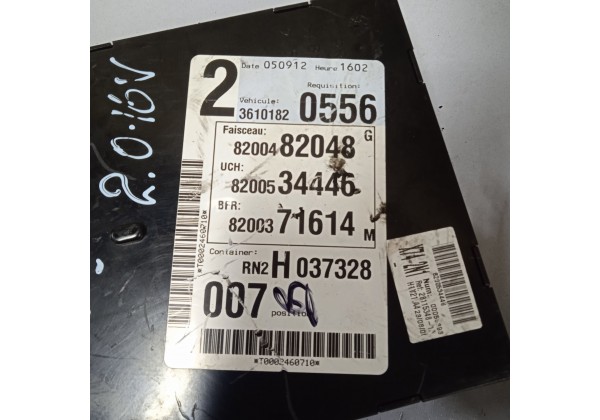 2.0.16V
2 Date 050912 Heure 1602
Requisition:
Vehicule:
3610182 0556
Faisceau: G
82004 82048
UCH:
82005 34446
BFR:
82003 71614 M
Container:
RN2 H 037328
007
position
*T0002460710*
*T0002460710*
8200534446